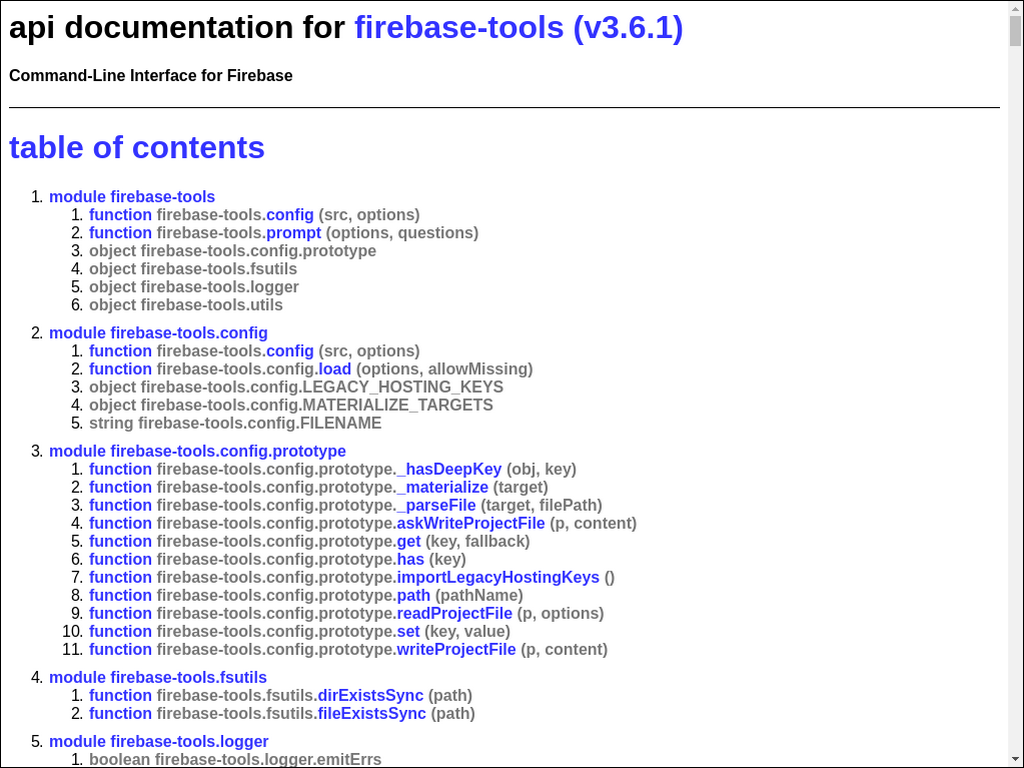 api documentation for firebase-tools (v3.6.1)
Command-Line Interface for Firebase
table of contents
1. module firebase-tools
1. function firebase-tools.config (src, options)
2. function firebase-tools.prompt (options, questions)
3. object firebase-tools.config.prototype
4. object firebase-tools.fsutils
5. object firebase-tools.logger
6. object firebase-tools.utils
2. module firebase-tools.config
1. function firebase-tools.config (src, options)
2. function firebase-tools.config.load (options, allowMissing)
3. object firebase-tools.config.LEGACY_HOSTING_KEYS
4. object firebase-tools.config.MATERIALIZE_TARGETS
5. string firebase-tools.config.FILENAME
3. module firebase-tools.config.prototype
1. function firebase-tools.config.prototype._hasDeepKey (obj, key)
2. function firebase-tools.config.prototype._materialize (target)
3. function firebase-tools.config.prototype._parseFile (target, filePath)
4. function firebase-tools.config.prototype.askWriteProjectFile (p, content)
5. function firebase-tools.config.prototype.get (key, fallback)
6. function firebase-tools.config.prototype.has (key)
7. function firebase-tools.config.prototype.importLegacyHostingKeys ()
8. function firebase-tools.config.prototype.path (pathName)
9. function firebase-tools.config.prototype.readProjectFile (p, options)
10. function firebase-tools.config.prototype.set (key, value)
11. function firebase-tools.config.prototype.writeProjectFile (p, content)
4. module firebase-tools.fsutils
1. function firebase-tools.fsutils.dirExistsSync (path)
2. function firebase-tools.fsutils.fileExistsSync (path)
5. module firebase-tools.logger
1. boolean firebase-tools.logger.emitErrs